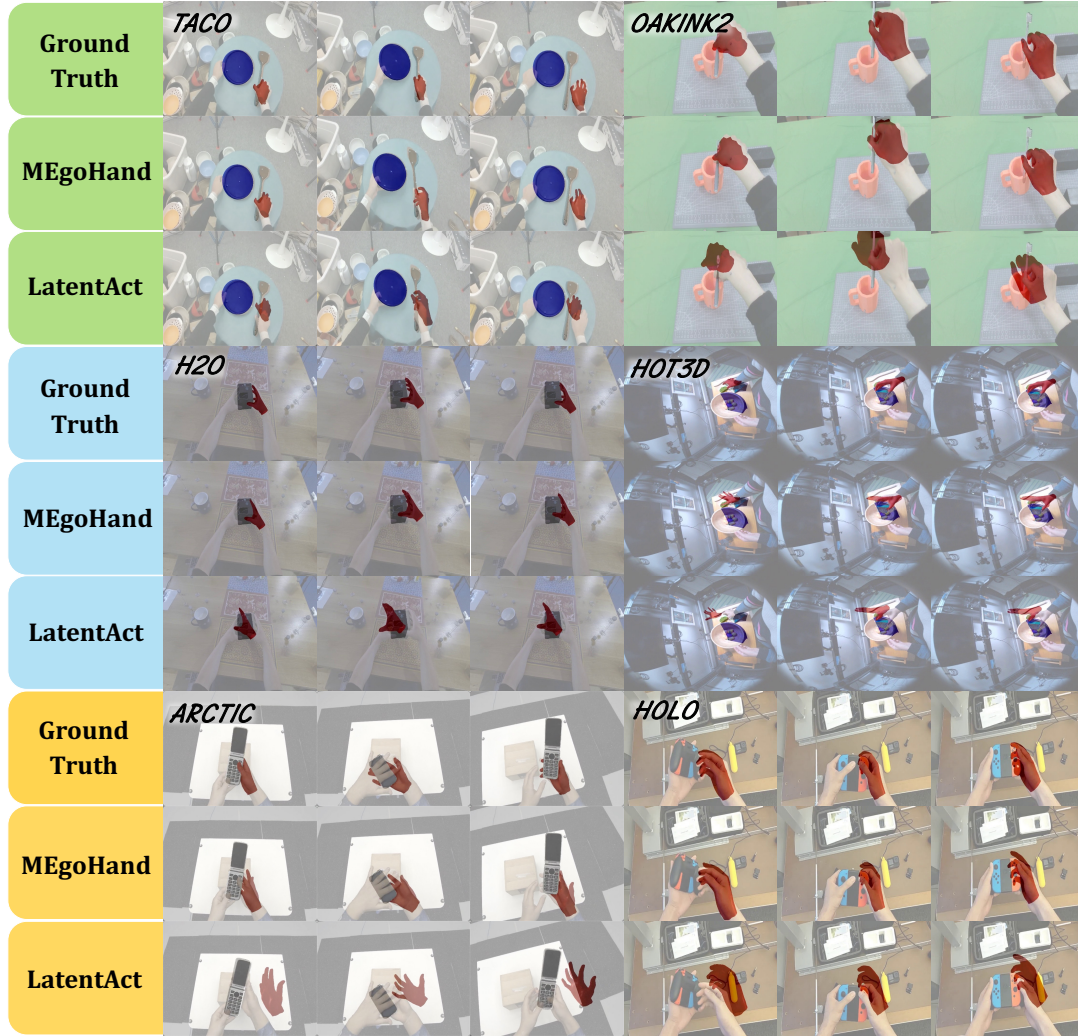 Ground
Truth
TACO
OAKINK2
MEgoHand
LatentAct
Ground
Truth
H2O
HOT3D
MEgoHand
LatentAct
Ground
Truth
ARCTIC
HOLO
MEgoHand
LatentAct